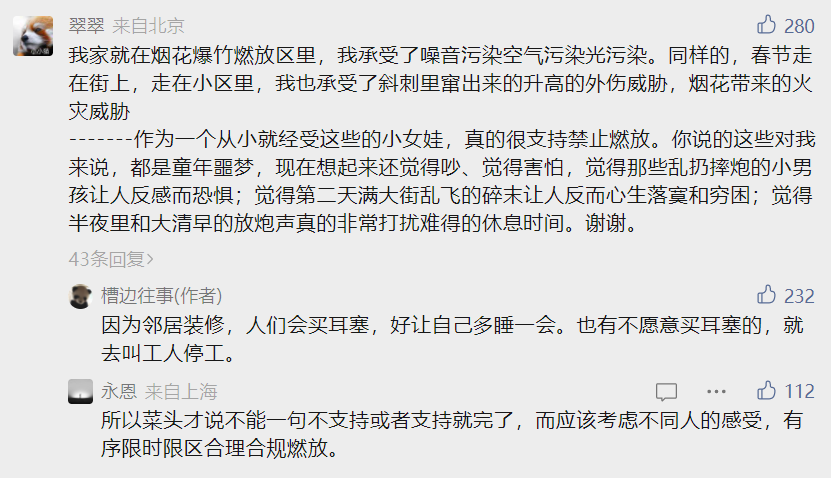 翠翠 来自北京 280
我家就在烟花爆竹燃放区里，我承受了噪音污染空气污染光污染。同样的，春节走
在街上，走在小区里，我也承受了斜刺里窜出来的升高的外伤威胁，烟花带来的火
灾威胁
-------作为一个从小就经受这些的小女娃，真的很支持禁止燃放。你说的这些对我
来说，都是童年噩梦，现在想起来还觉得吵、觉得害怕，觉得那些乱扔摔炮的小男
孩让人反感而恐惧；觉得第二天满大街乱飞的碎末让人反而心生落寞和穷困；觉得
半夜里和大清早的放炮声真的非常打扰难得的休息时间。谢谢。
43条回复>
槽边往事(作者) 232
因为邻居装修，人们会买耳塞，好让自己多睡一会。也有不愿意买耳塞的，就
去叫工人停工。
永恩 来自上海 112
所以菜头才说不能一句不支持或者支持就完了，而应该考虑不同人的感受，有
序限时限区合理合规燃放。